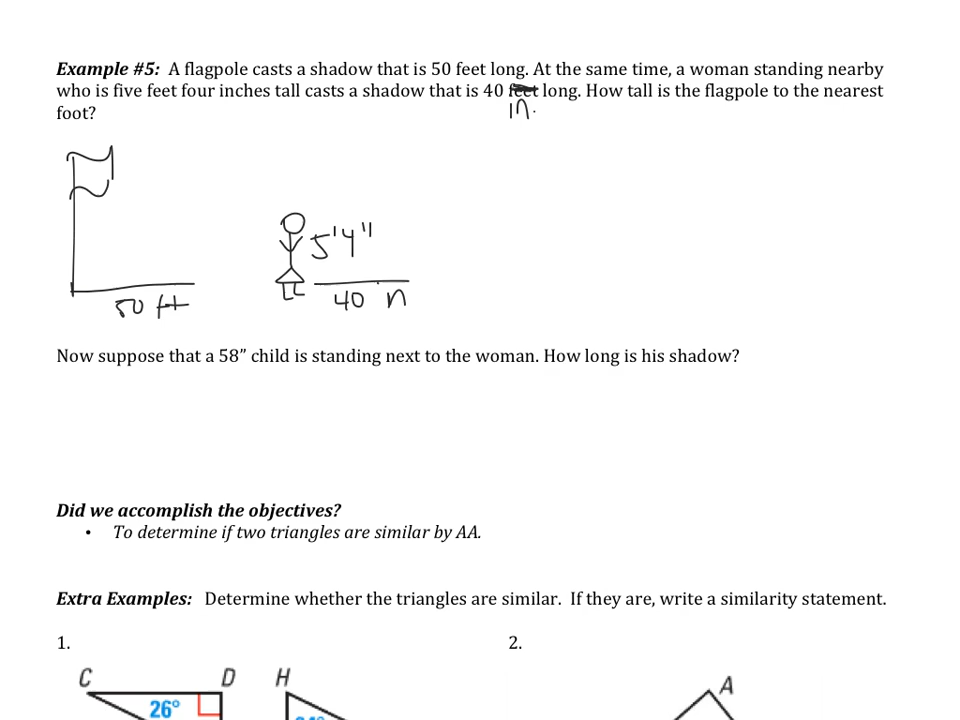 Example #5: A flagpole casts a shadow that is 50 feet long. At the same time, a woman standing nearby
who is five feet four inches tall casts a shadow that is 40 feet long. How tall is the flagpole to the nearest
in.
foot?
5'4"
50 ft
40 n
Now suppose that a 58” child is standing next to the woman. How long is his shadow?
Did we accomplish the objectives?
• To determine if two triangles are similar by AA.
Extra Examples: Determine whether the triangles are similar. If they are, write a similarity statement.
1. 2.
C D H A
26°